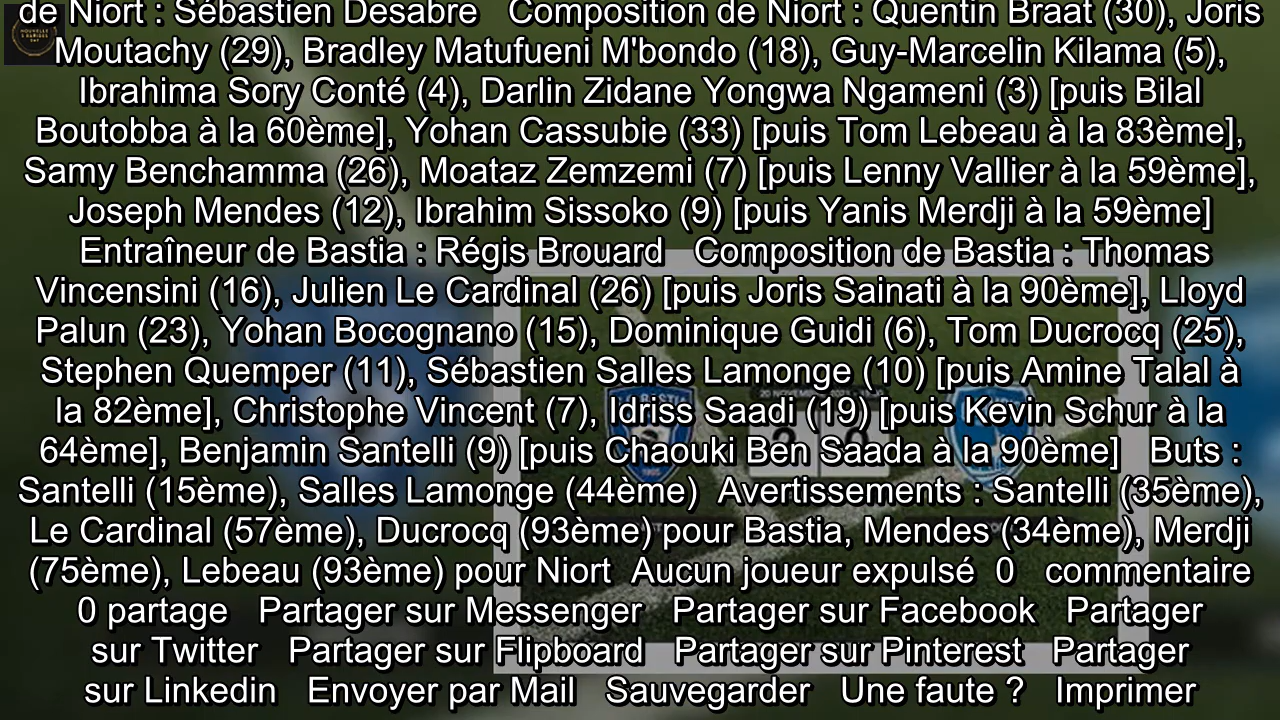 de Niort : Sébastien Desabre Composition de Niort : Quentin Braat (30), Joris
Moutachy (29), Bradley Matufueni M'bondo (18), Guy-Marcelin Kilama (5),
Ibrahima Sory Conté (4), Darlin Zidane Yongwa Ngameni (3) [puis Bilal
Boutobba à la 60ème], Yohan Cassubie (33) [puis Tom Lebeau à la 83ème],
Samy Benchamma (26), Moataz Zemzemi (7) [puis Lenny Vallier à la 59ème],
Joseph Mendes (12), Ibrahim Sissoko (9) [puis Yanis Merdji à la 59ème]
Entraîneur de Bastia : Régis Brouard Composition de Bastia : Thomas
Vincensini (16), Julien Le Cardinal (26) [puis Joris Sainati à la 90ème], Lloyd
Palun (23), Yohan Bocognano (15), Dominique Guidi (6), Tom Ducrocq (25),
Stephen Quemper (11), Sébastien Salles Lamonge (10) [puis Amine Talal à
la 82ème], Christophe Vincent (7), Idriss Saadi (19) [puis Kevin Schur à la
64ème], Benjamin Santelli (9) [puis Chaouki Ben Saada à la 90ème] Buts :
Santelli (15ème), Salles Lamonge (44ème) Avertissements : Santelli (35ème),
Le Cardinal (57ème), Ducrocq (93ème) pour Bastia, Mendes (34ème), Merdji
(75ème), Lebeau (93ème) pour Niort Aucun joueur expulsé 0 commentaire
0 partage Partager sur Messenger Partager sur Facebook Partager
sur Twitter Partager sur Flipboard Partager sur Pinterest Partager
sur Linkedin Envoyer par Mail Sauvegarder Une faute ? Imprimer